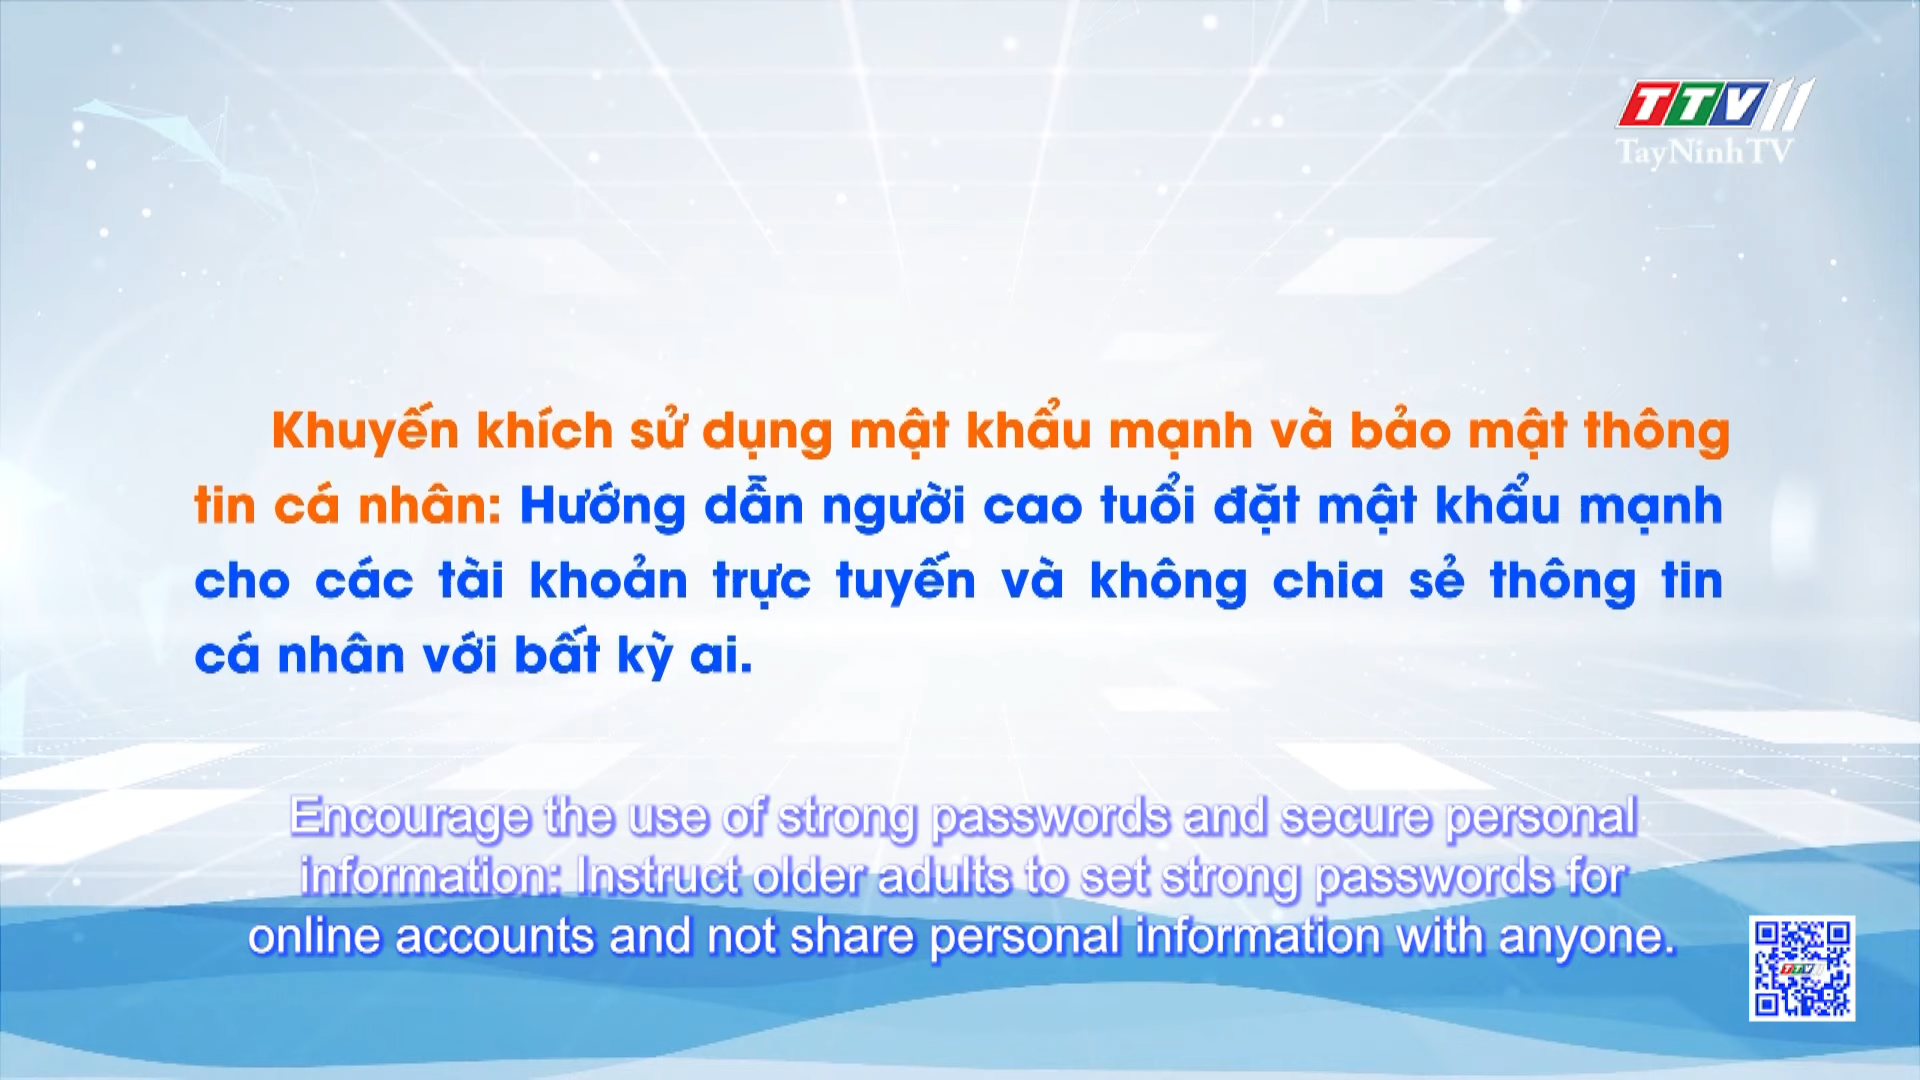 TTV11
TayNinhTV
Khuyến khích sử dụng mật khẩu mạnh và bảo mật thông
tin cá nhân: Hướng dẫn người cao tuổi đặt mật khẩu mạnh
cho các tài khoản trực tuyến và không chia sẻ thông tin
cá nhân với bất kỳ ai.
Encourage the use of strong passwords and secure personal
information: Instruct older adults to set strong passwords for
online accounts and not share personal information with anyone.
TTV11